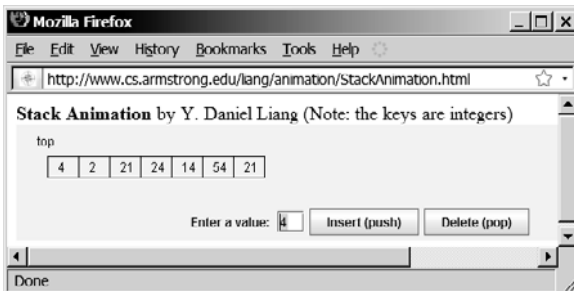 Mozilla Firefox
File Edit View History Bookmarks Tools Help
http://www.cs.armstrong.edu/liang/animation/StackAnimation.html
Stack Animation by Y. Daniel Liang (Note: the keys are integers)
top
4 2 21 24 14 54 21
Enter a value: 4 Insert (push) Delete (pop)
Done